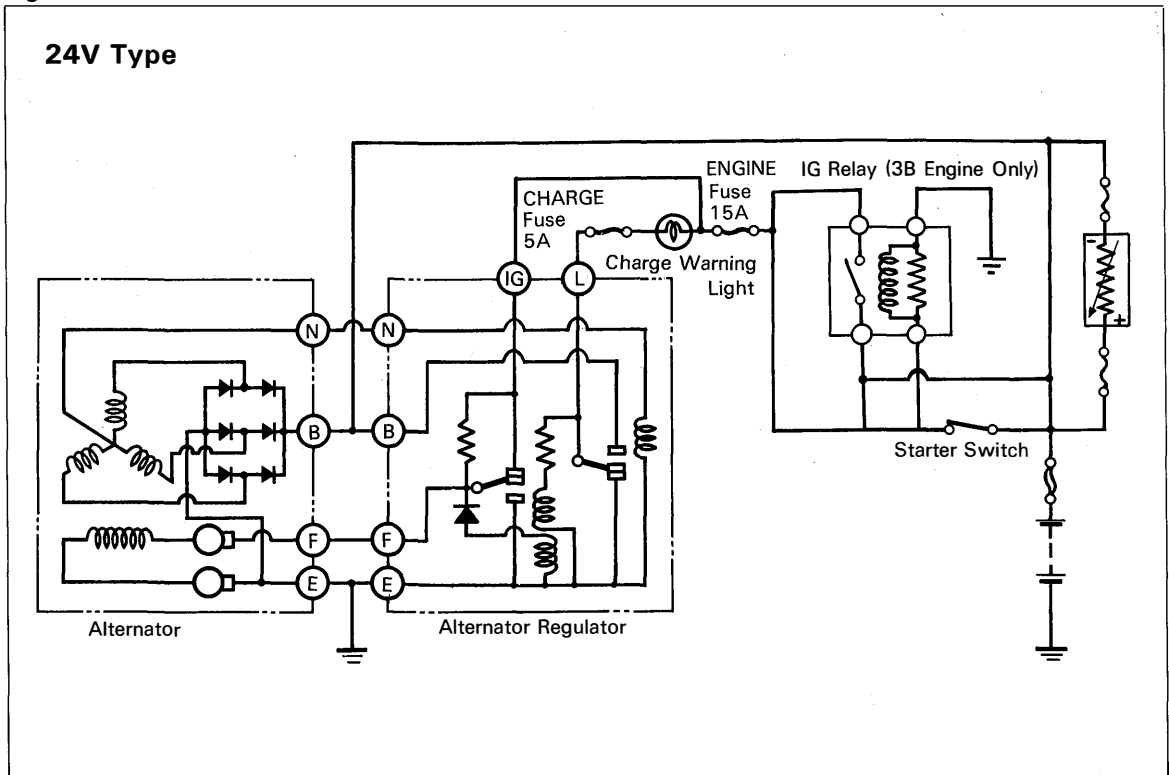 24V Type
ENGINE
Fuse
15A
IG Relay (3B Engine Only)
CHARGE
Fuse
5A
Charge Warning
Light
IG
L
N
N
B
B
F
F
E
E
-
+
Starter Switch
Alternator
Alternator Regulator